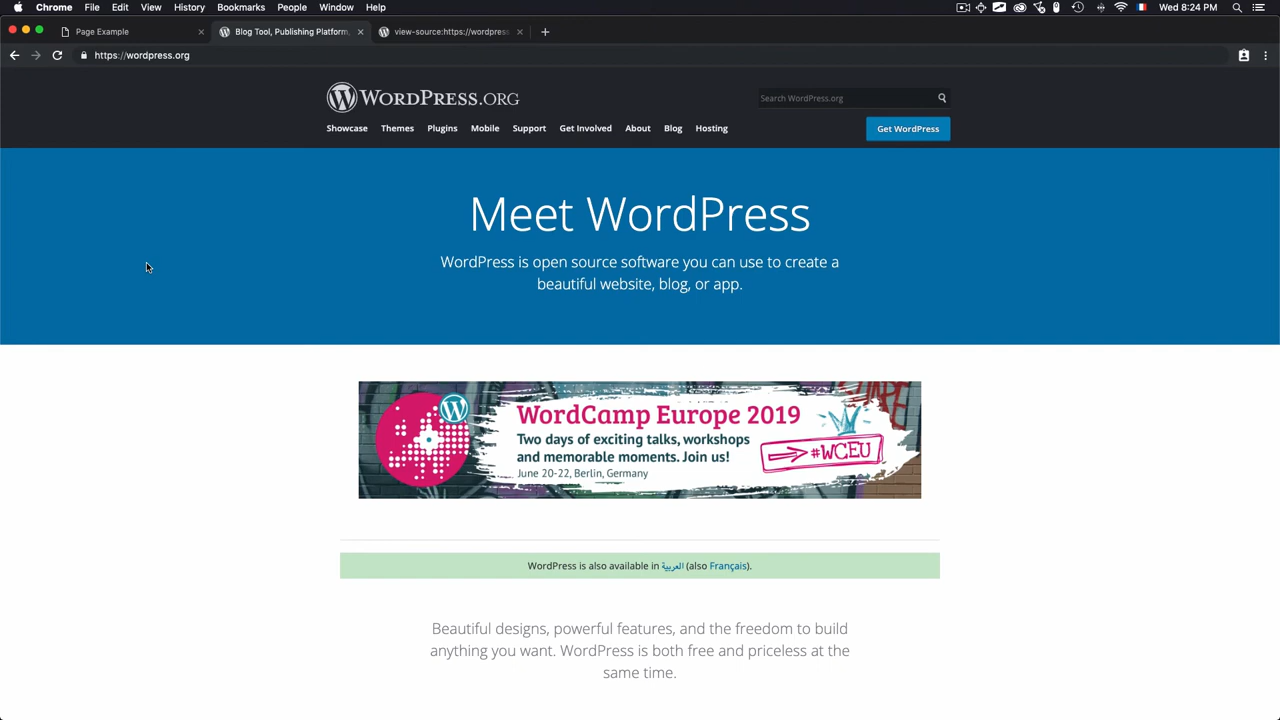 Chrome File Edit View History Bookmarks People Window Help Wed 8:24 PM
Page Example
Blog Tool, Publishing Platform,
view-source:https://wordpress
https://wordpress.org
WORDPRESS.ORG
Search WordPress.org
Showcase Themes Plugins Mobile Support Get Involved About Blog Hosting
Get WordPress
Meet WordPress
WordPress is open source software you can use to create a
beautiful website, blog, or app.
WordCamp Europe 2019
Two days of exciting talks, workshops
and memorable moments. Join us!
June 20-22, Berlin, Germany
#WCEU
WordPress is also available in العربية (also Français).
Beautiful designs, powerful features, and the freedom to build
anything you want. WordPress is both free and priceless at the
same time.